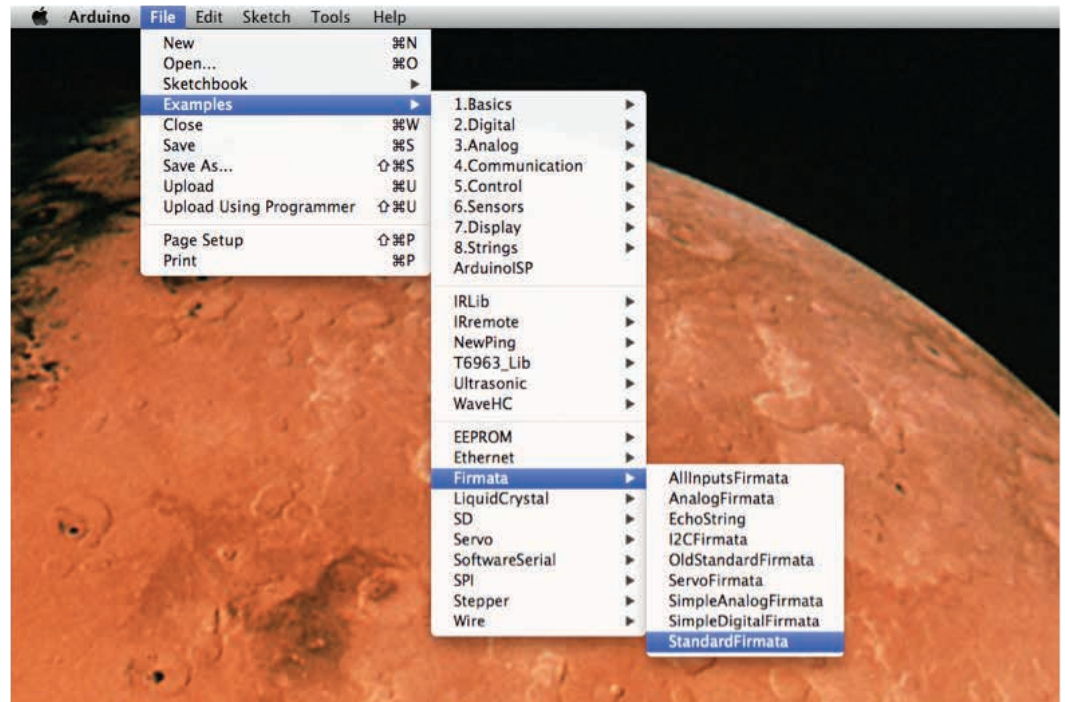 Arduino File Edit Sketch Tools Help
New ⌘N
Open... ⌘O
Sketchbook
Examples
Close ⌘W
Save ⌘S
Save As... ⇧⌘S
Upload ⌘U
Upload Using Programmer ⇧⌘U
Page Setup ⇧⌘P
Print ⌘P
1.Basics
2.Digital
3.Analog
4.Communication
5.Control
6.Sensors
7.Display
8.Strings
ArduinoISP
IRLib
IRremote
NewPing
T6963_Lib
Ultrasonic
WaveHC
EEPROM
Ethernet
Firmata
LiquidCrystal
SD
Servo
SoftwareSerial
SPI
Stepper
Wire
AllInputsFirmata
AnalogFirmata
EchoString
I2CFirmata
OldStandardFirmata
ServoFirmata
SimpleAnalogFirmata
SimpleDigitalFirmata
StandardFirmata